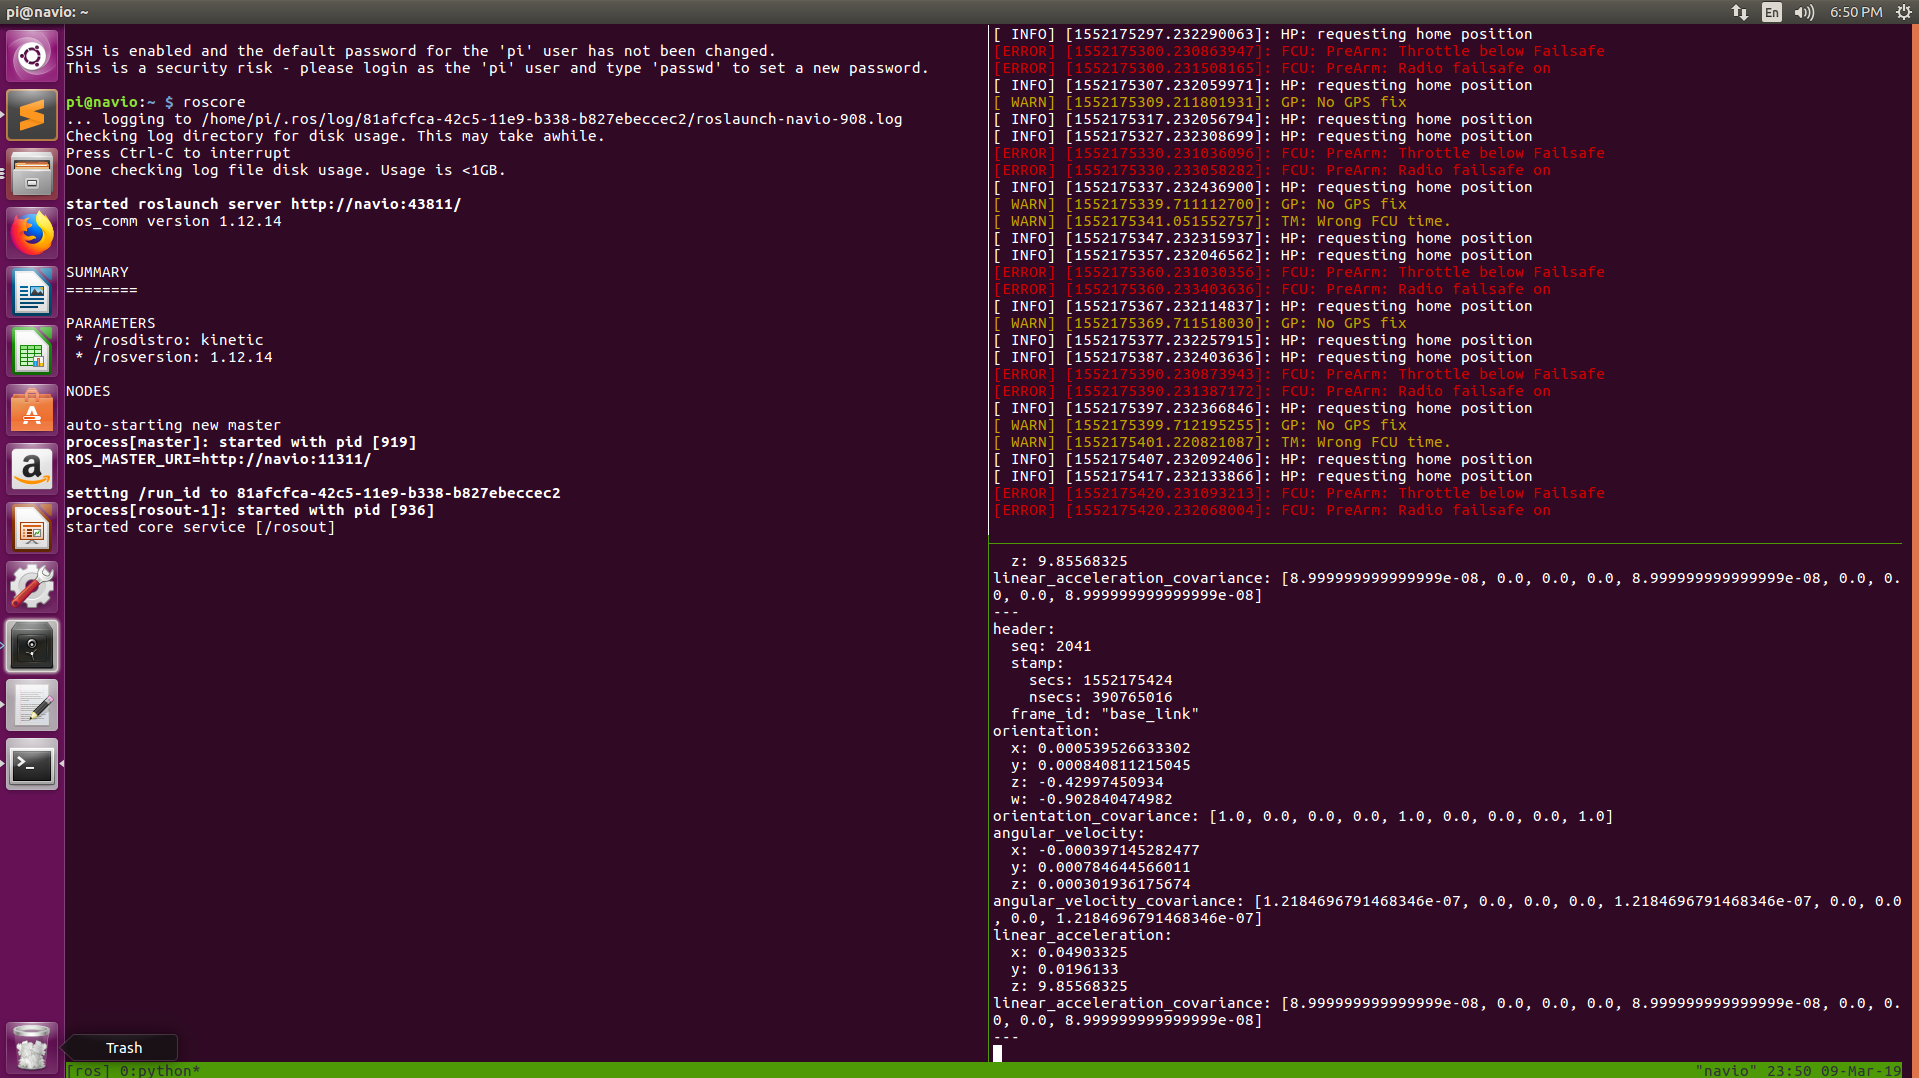 pi@navio: ~
En
6:50 PM
SSH is enabled and the default password for the 'pi' user has not been changed.
This is a security risk - please login as the 'pi' user and type 'passwd' to set a new password.
pi@navio:~ $ roscore
... logging to /home/pi/.ros/log/81afcfca-42c5-11e9-b338-b827ebeccec2/roslaunch-navio-908.log
Checking log directory for disk usage. This may take awhile.
Press Ctrl-C to interrupt
Done checking log file disk usage. Usage is <1GB.
started roslaunch server http://navio:43811/
ros_comm version 1.12.14
SUMMARY
========
PARAMETERS
* /rosdistro: kinetic
* /rosversion: 1.12.14
NODES
auto-starting new master
process[master]: started with pid [919]
ROS_MASTER_URI=http://navio:11311/
setting /run_id to 81afcfca-42c5-11e9-b338-b827ebeccec2
process[rosout-1]: started with pid [936]
started core service [/rosout]
[ INFO] [1552175297.232290063]: HP: requesting home position
[ERROR] [1552175300.230863947]: FCU: PreArm: Throttle below Failsafe
[ERROR] [1552175300.231508165]: FCU: PreArm: Radio failsafe on
[ INFO] [1552175307.232059971]: HP: requesting home position
[ WARN] [1552175309.211801931]: GP: No GPS fix
[ INFO] [1552175317.232056794]: HP: requesting home position
[ INFO] [1552175327.232308699]: HP: requesting home position
[ERROR] [1552175330.231036096]: FCU: PreArm: Throttle below Failsafe
[ERROR] [1552175330.233058282]: FCU: PreArm: Radio failsafe on
[ INFO] [1552175337.232436900]: HP: requesting home position
[ WARN] [1552175339.711112700]: GP: No GPS fix
[ WARN] [1552175341.051552757]: TM: Wrong FCU time.
[ INFO] [1552175347.232315937]: HP: requesting home position
[ INFO] [1552175357.232046562]: HP: requesting home position
[ERROR] [1552175360.231030356]: FCU: PreArm: Throttle below Failsafe
[ERROR] [1552175360.233403636]: FCU: PreArm: Radio failsafe on
[ INFO] [1552175367.232114837]: HP: requesting home position
[ WARN] [1552175369.711518030]: GP: No GPS fix
[ INFO] [1552175377.232257915]: HP: requesting home position
[ INFO] [1552175387.232403636]: HP: requesting home position
[ERROR] [1552175390.230873943]: FCU: PreArm: Throttle below Failsafe
[ERROR] [1552175390.231387172]: FCU: PreArm: Radio failsafe on
[ INFO] [1552175397.232366846]: HP: requesting home position
[ WARN] [1552175399.712195255]: GP: No GPS fix
[ WARN] [1552175401.220821087]: TM: Wrong FCU time.
[ INFO] [1552175407.232092406]: HP: requesting home position
[ INFO] [1552175417.232133866]: HP: requesting home position
[ERROR] [1552175420.231093213]: FCU: PreArm: Throttle below Failsafe
[ERROR] [1552175420.232068004]: FCU: PreArm: Radio failsafe on
z: 9.85568325
linear_acceleration_covariance: [8.999999999999999e-08, 0.0, 0.0, 0.0, 8.999999999999999e-08, 0.0, 0.
0, 0.0, 8.999999999999999e-08]
---
header:
seq: 2041
stamp:
secs: 1552175424
nsecs: 390765016
frame_id: "base_link"
orientation:
x: 0.000539526633302
y: 0.000840811215045
z: -0.42997450934
w: -0.902840474982
orientation_covariance: [1.0, 0.0, 0.0, 0.0, 1.0, 0.0, 0.0, 0.0, 1.0]
angular_velocity:
x: -0.000397145282477
y: 0.000784644566011
z: 0.000301936175674
angular_velocity_covariance: [1.2184696791468346e-07, 0.0, 0.0, 0.0, 1.2184696791468346e-07, 0.0, 0.0
, 0.0, 1.2184696791468346e-07]
linear_acceleration:
x: 0.04903325
y: 0.0196133
z: 9.85568325
linear_acceleration_covariance: [8.999999999999999e-08, 0.0, 0.0, 0.0, 8.999999999999999e-08, 0.0, 0.
0, 0.0, 8.999999999999999e-08]
---
Trash
[ros] 0:python*
"navio" 23:50 09-Mar-19